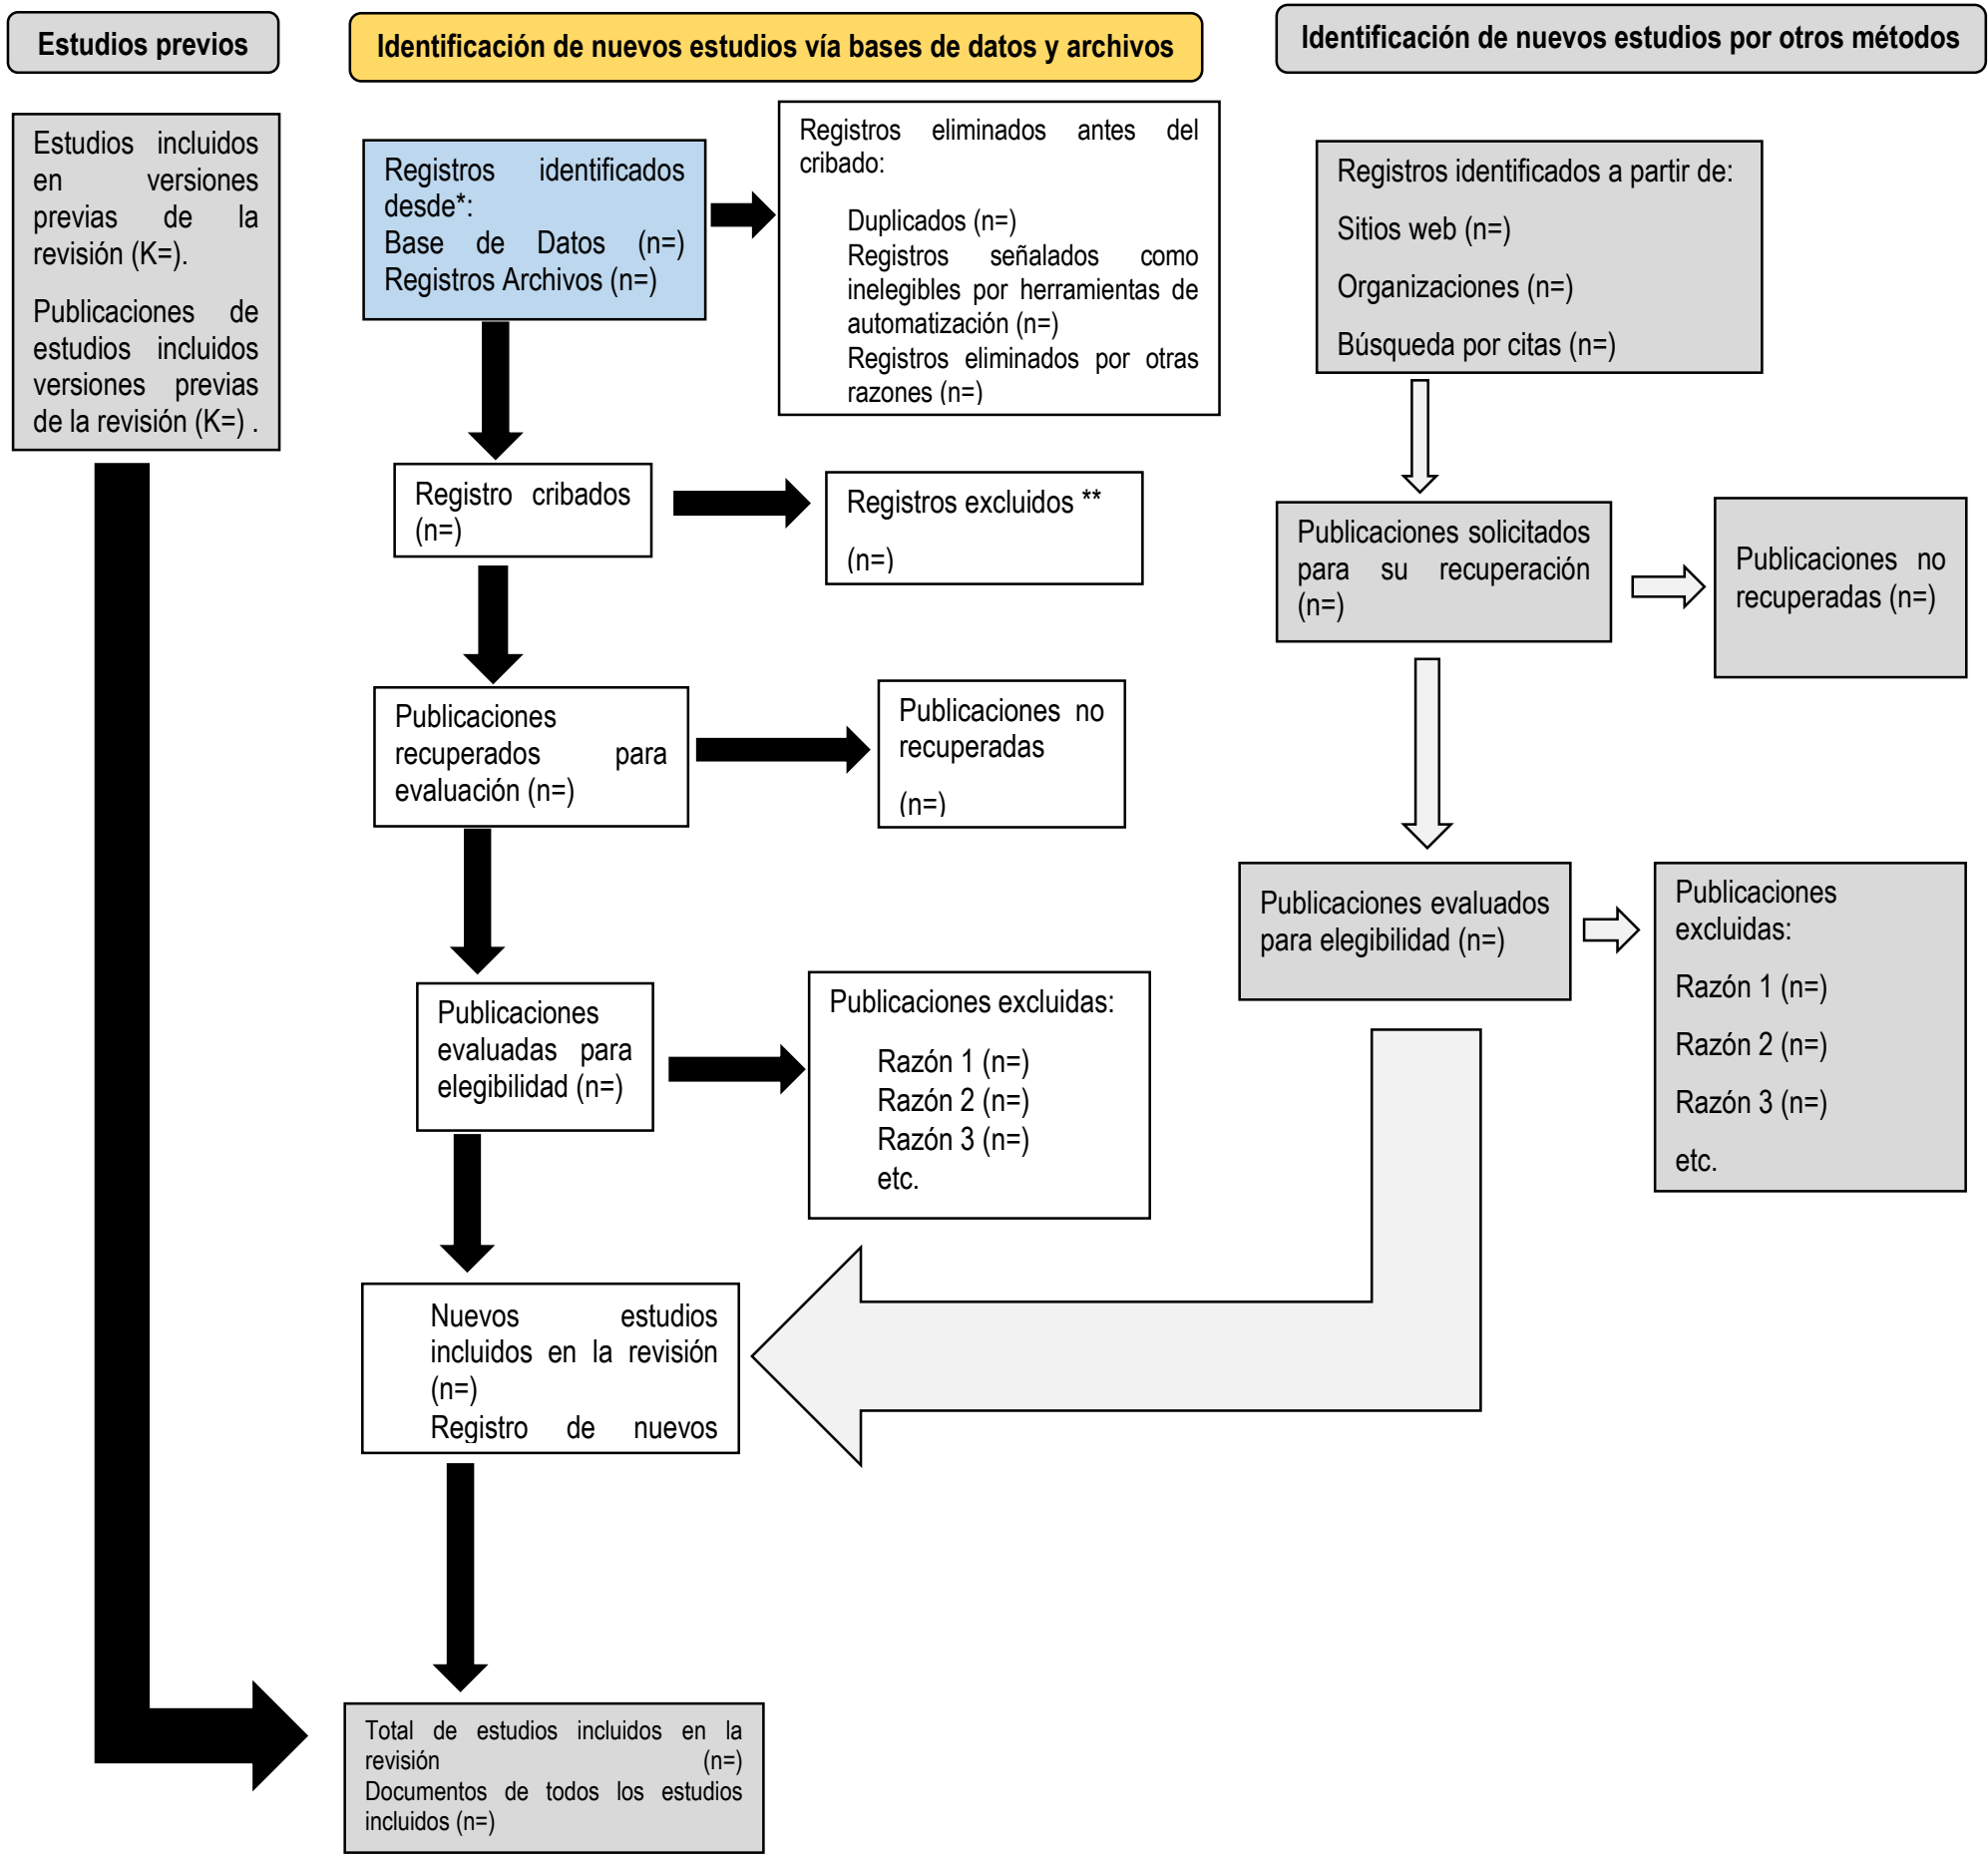 Estudios previos
Identificación de nuevos estudios vía bases de datos y archivos
Identificación de nuevos estudios por otros métodos
Estudios incluidos
en versiones
previas de la
revisión (K=).
Publicaciones de
estudios incluidos
versiones previas
de la revisión (K=) .
Registros identificados
desde*:
Base de Datos (n=)
Registros Archivos (n=)
Registros eliminados antes del
cribado:
Duplicados (n=)
Registros señalados como
inelegibles por herramientas de
automatización (n=)
Registros eliminados por otras
razones (n=)
Registros identificados a partir de:
Sitios web (n=)
Organizaciones (n=)
Búsqueda por citas (n=)
Registro cribados
(n=)
Registros excluidos **
(n=)
Publicaciones solicitados
para su recuperación
(n=)
Publicaciones no
recuperadas (n=)
Publicaciones
recuperados para
evaluación (n=)
Publicaciones no
recuperadas
(n=)
Publicaciones evaluados
para elegibilidad (n=)
Publicaciones
excluidas:
Razón 1 (n=)
Razón 2 (n=)
Razón 3 (n=)
etc.
Publicaciones
evaluadas para
elegibilidad (n=)
Publicaciones excluidas:
Razón 1 (n=)
Razón 2 (n=)
Razón 3 (n=)
etc.
Nuevos estudios
incluidos en la revisión
(n=)
Registro de nuevos
Total de estudios incluidos en la
revisión (n=)
Documentos de todos los estudios
incluidos (n=)